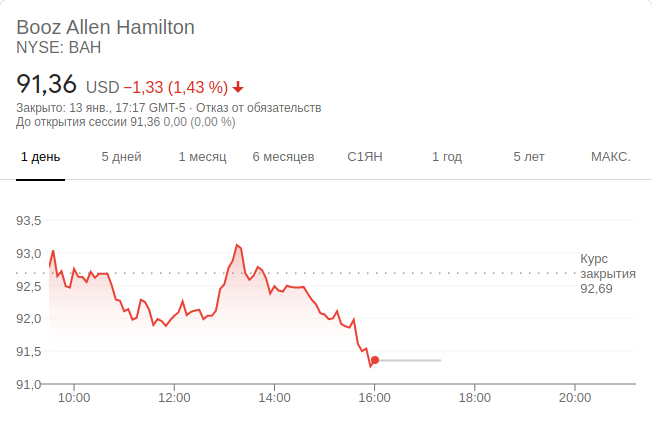 Booz Allen Hamilton
NYSE: BAH
91,36 USD −1,33 (1,43 %)
Закрыто: 13 янв., 17:17 GMT-5 · Отказ от обязательств
До открытия сессии 91,36 0,00 (0,00 %)
1 день 5 дней 1 месяц 6 месяцев С1ЯН 1 год 5 лет МАКС.
93,5
93,0
92,5
92,0
91,5
91,0
Курс
закрытия
92,69
10:00 12:00 14:00 16:00 18:00 20:00